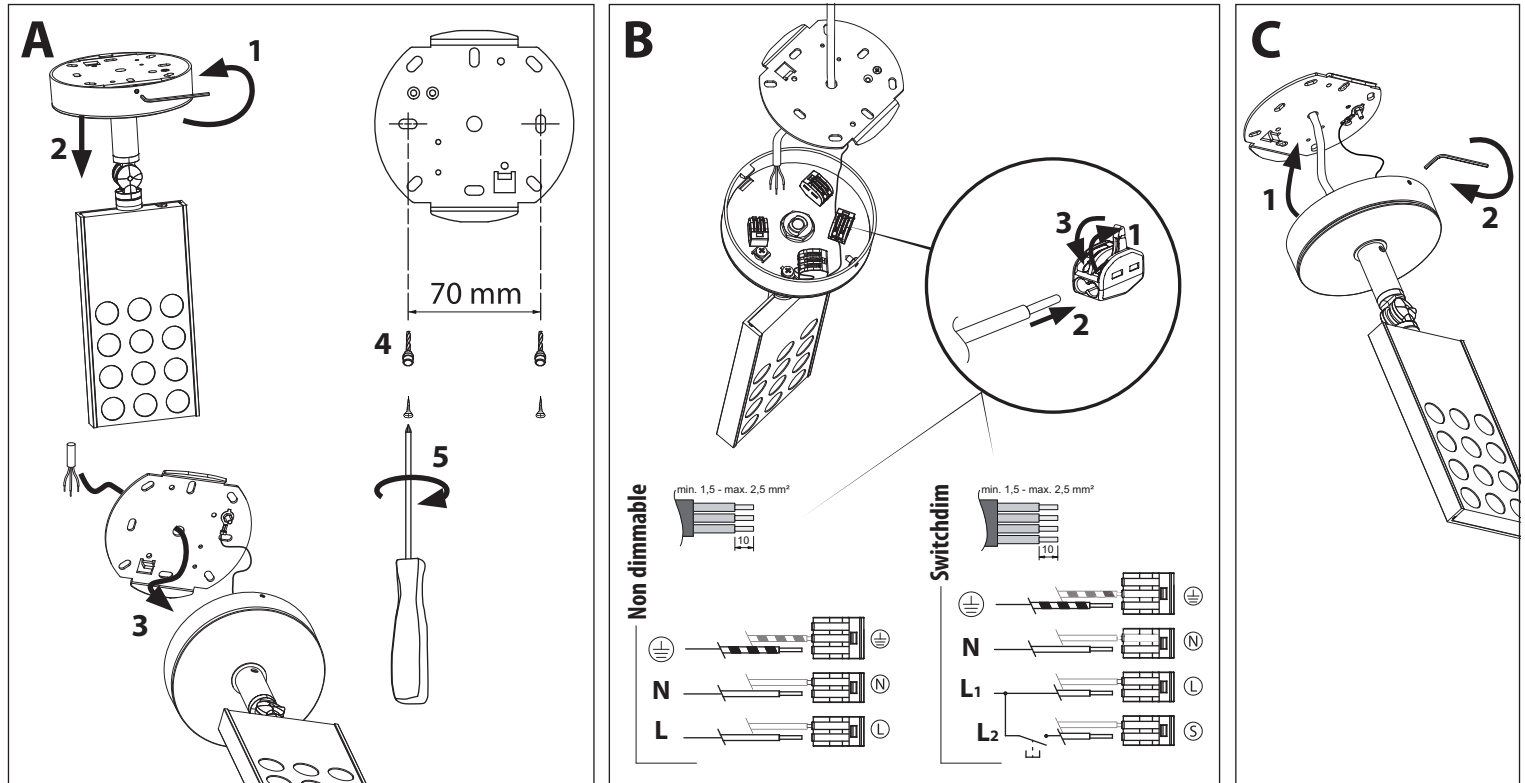 A
1
2
70 mm
4
5
3
B
3
1
2
Non dimmable
min. 1,5 - max. 2,5 mm²
10
N
L
N
L
Switchdim
min. 1,5 - max. 2,5 mm²
10
N
L1
L2
N
L
S
C
1
2